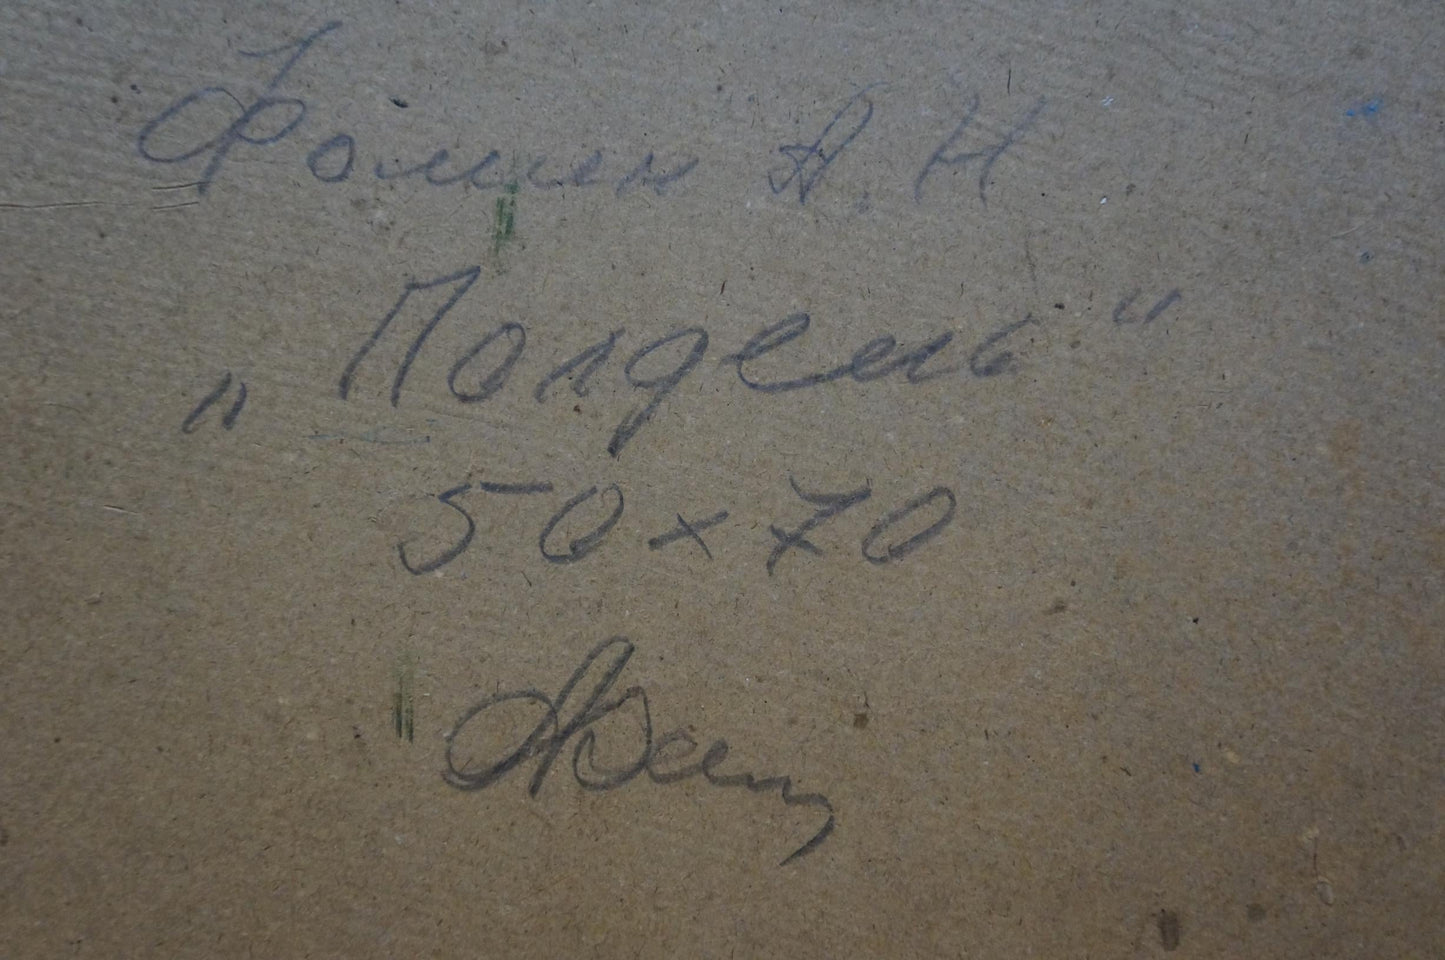 Фомин А. Н
„Полдень“
50 х 70